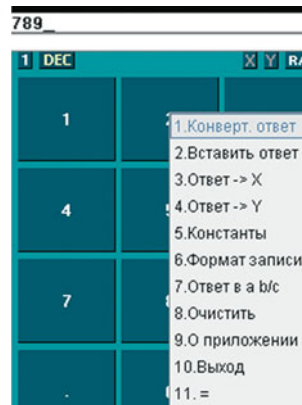 789_
1 DEC X Y RA
1
4
7
.
1.Конверт. ответ
2.Вставить ответ
3.Ответ -> X
4.Ответ -> Y
5.Константы
6.Формат записи
7.Ответ в a b/c
8.Очистить
9.О приложении
10.Выход
11. =